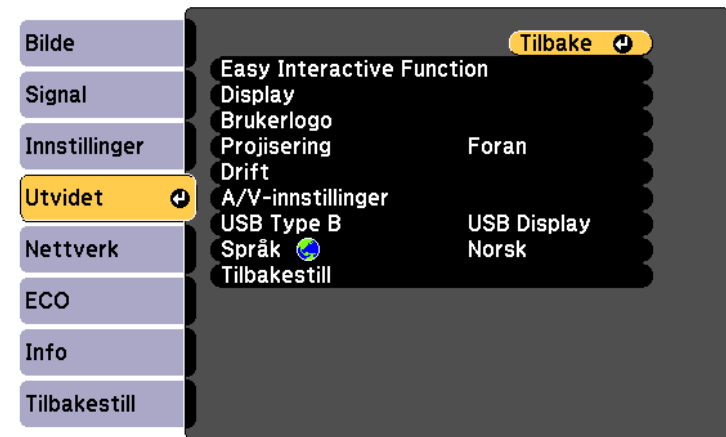 Bilde
Signal
Innstillinger
Utvidet
Nettverk
ECO
Info
Tilbakestill
Tilbake
Easy Interactive Function
Display
Brukerlogo
Projisering Foran
Drift
A/V-innstillinger
USB Type B USB Display
Språk Norsk
Tilbakestill